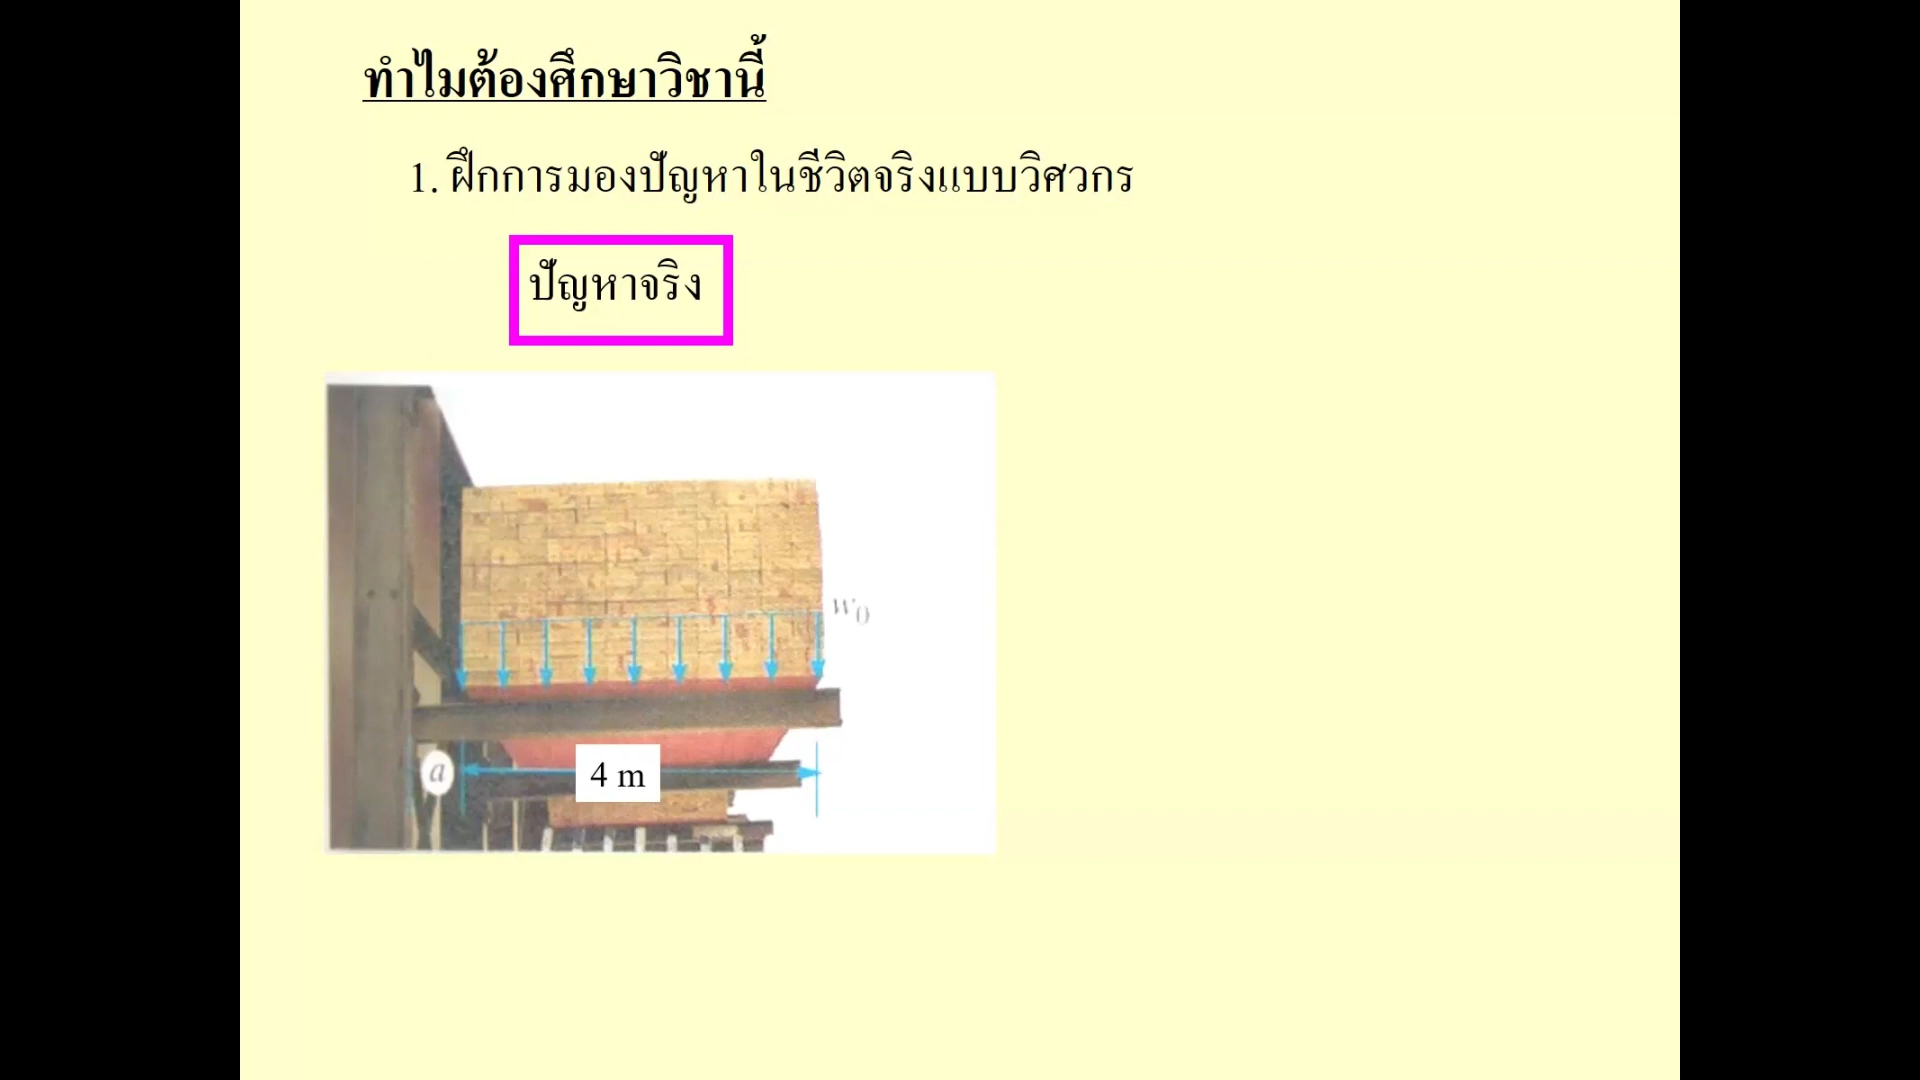 ทำไมต้องศึกษาวิชานี้
1. ฝึกการมองปัญหาในชีวิตจริงแบบวิศวกร
ปัญหาจริง
w0
a
4 m